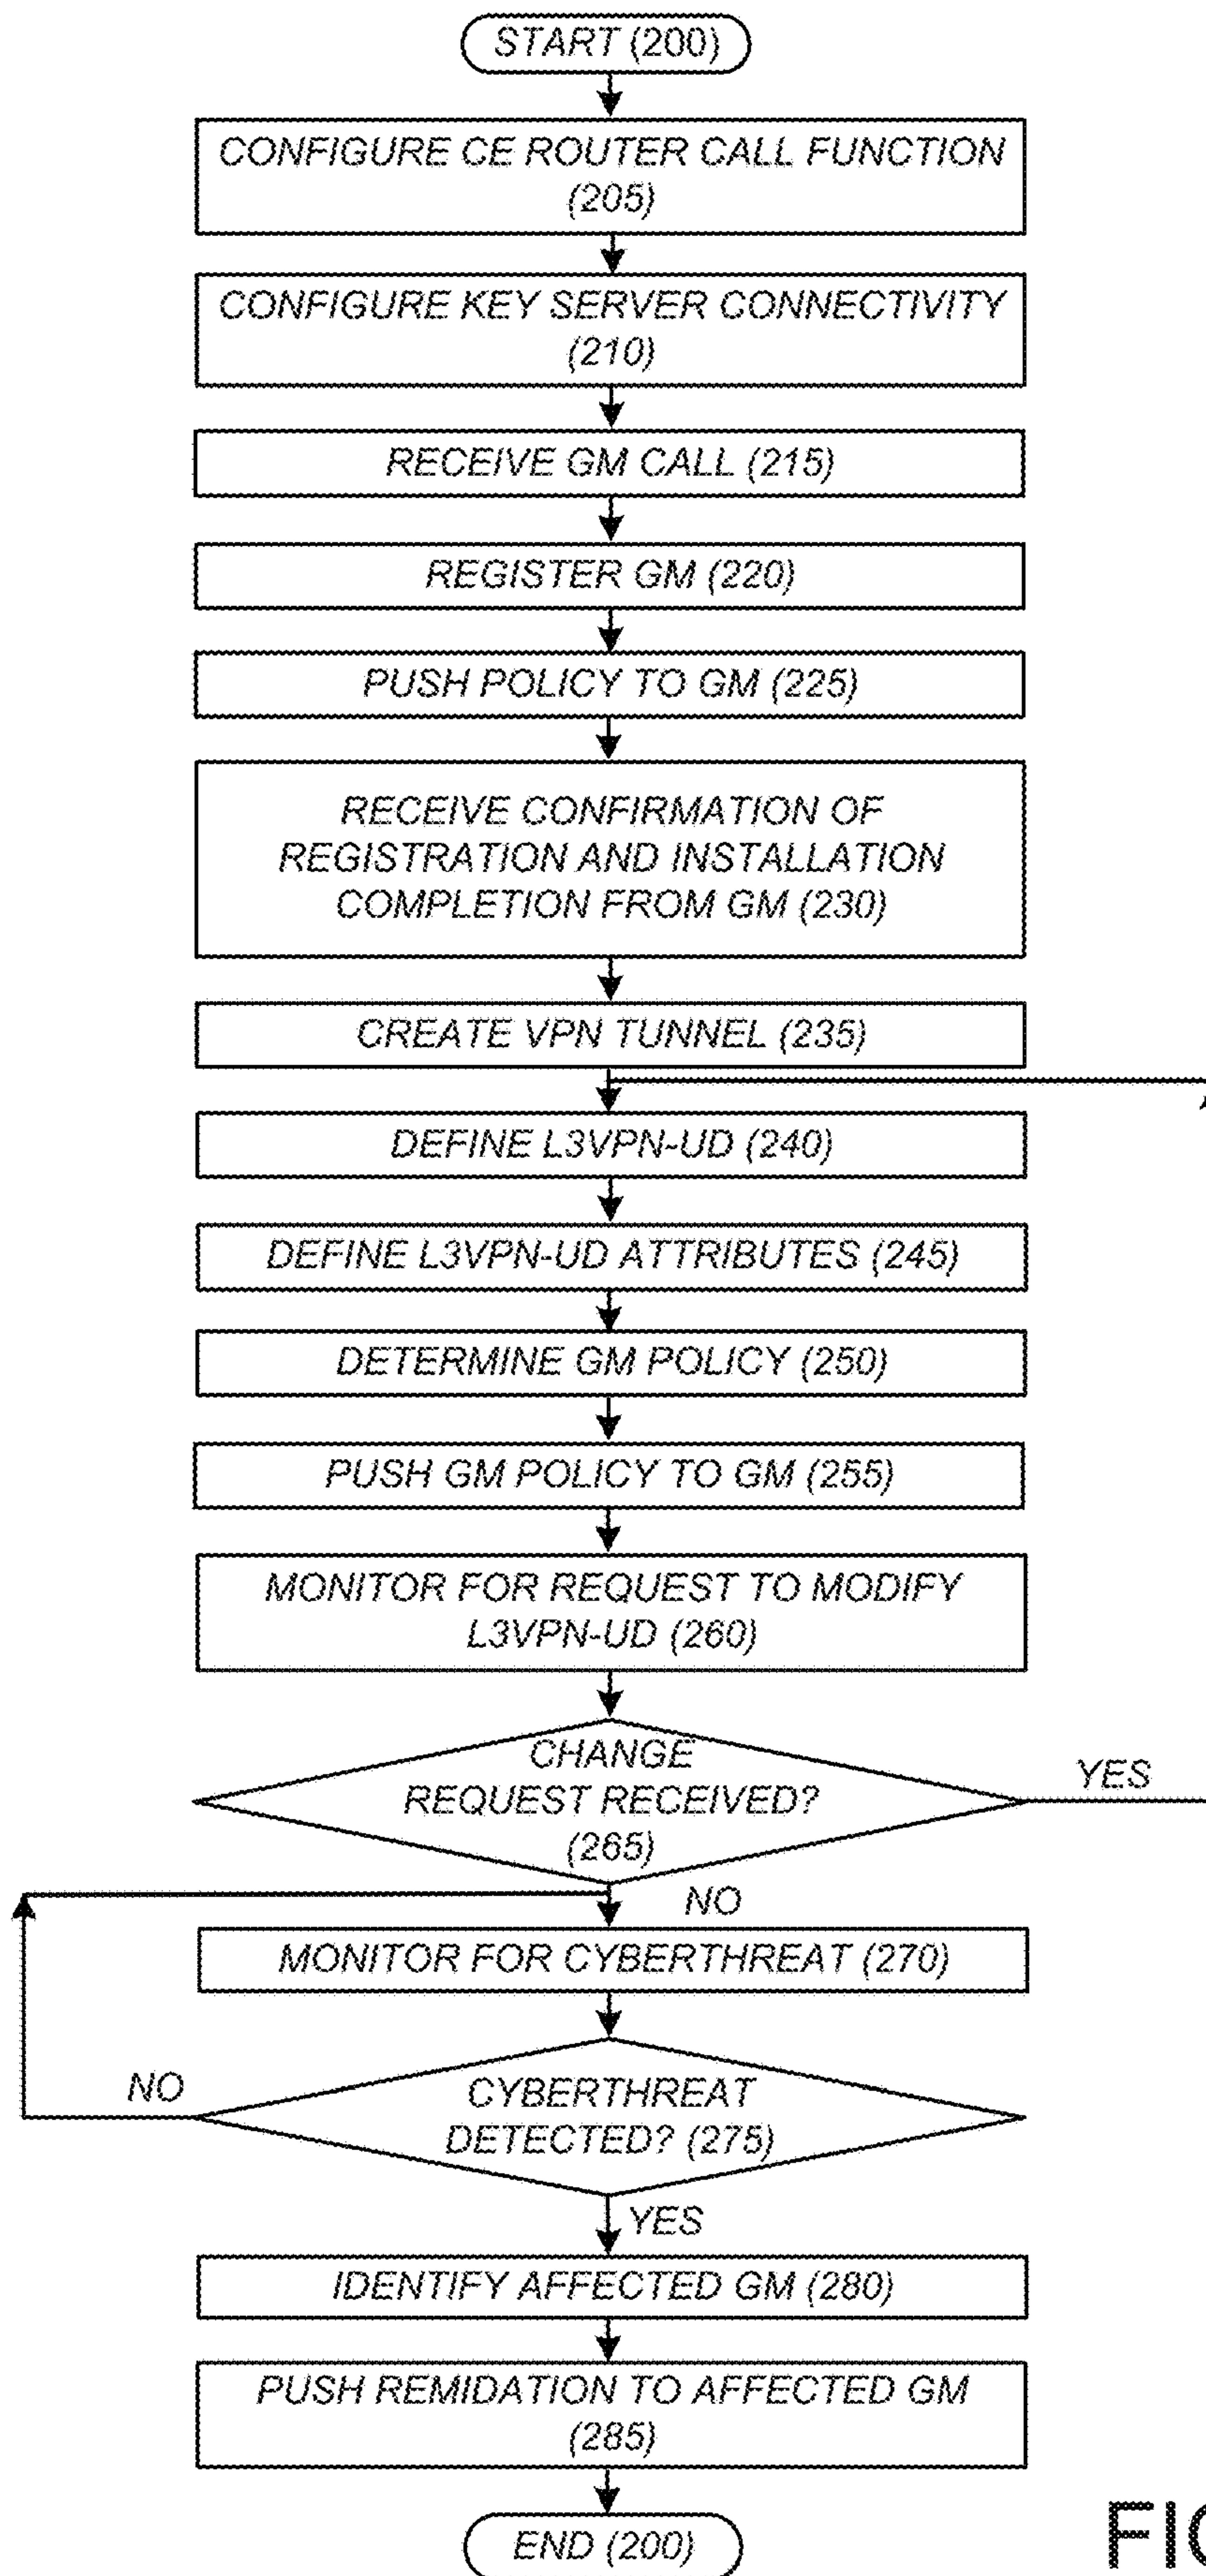 START (200)
CONFIGURE CE ROUTER CALL FUNCTION
(205)
CONFIGURE KEY SERVER CONNECTIVITY
(210)
RECEIVE GM CALL (215)
REGISTER GM (220)
PUSH POLICY TO GM (225)
RECEIVE CONFIRMATION OF
REGISTRATION AND INSTALLATION
COMPLETION FROM GM (230)
CREATE VPN TUNNEL (235)
DEFINE L3VPN-UD (240)
DEFINE L3VPN-UD ATTRIBUTES (245)
DETERMINE GM POLICY (250)
PUSH GM POLICY TO GM (255)
MONITOR FOR REQUEST TO MODIFY
L3VPN-UD (260)
CHANGE
REQUEST RECEIVED?
(265)
YES
NO
MONITOR FOR CYBERTHREAT (270)
NO
CYBERTHREAT
DETECTED? (275)
YES
IDENTIFY AFFECTED GM (280)
PUSH REMIDATION TO AFFECTED GM
(285)
END (200)